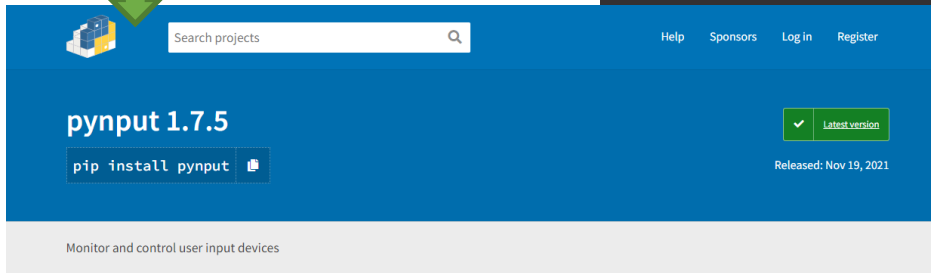 Search projects
Help Sponsors Log in Register
pynput 1.7.5
Latest version
pip install pynput
Released: Nov 19, 2021
Monitor and control user input devices